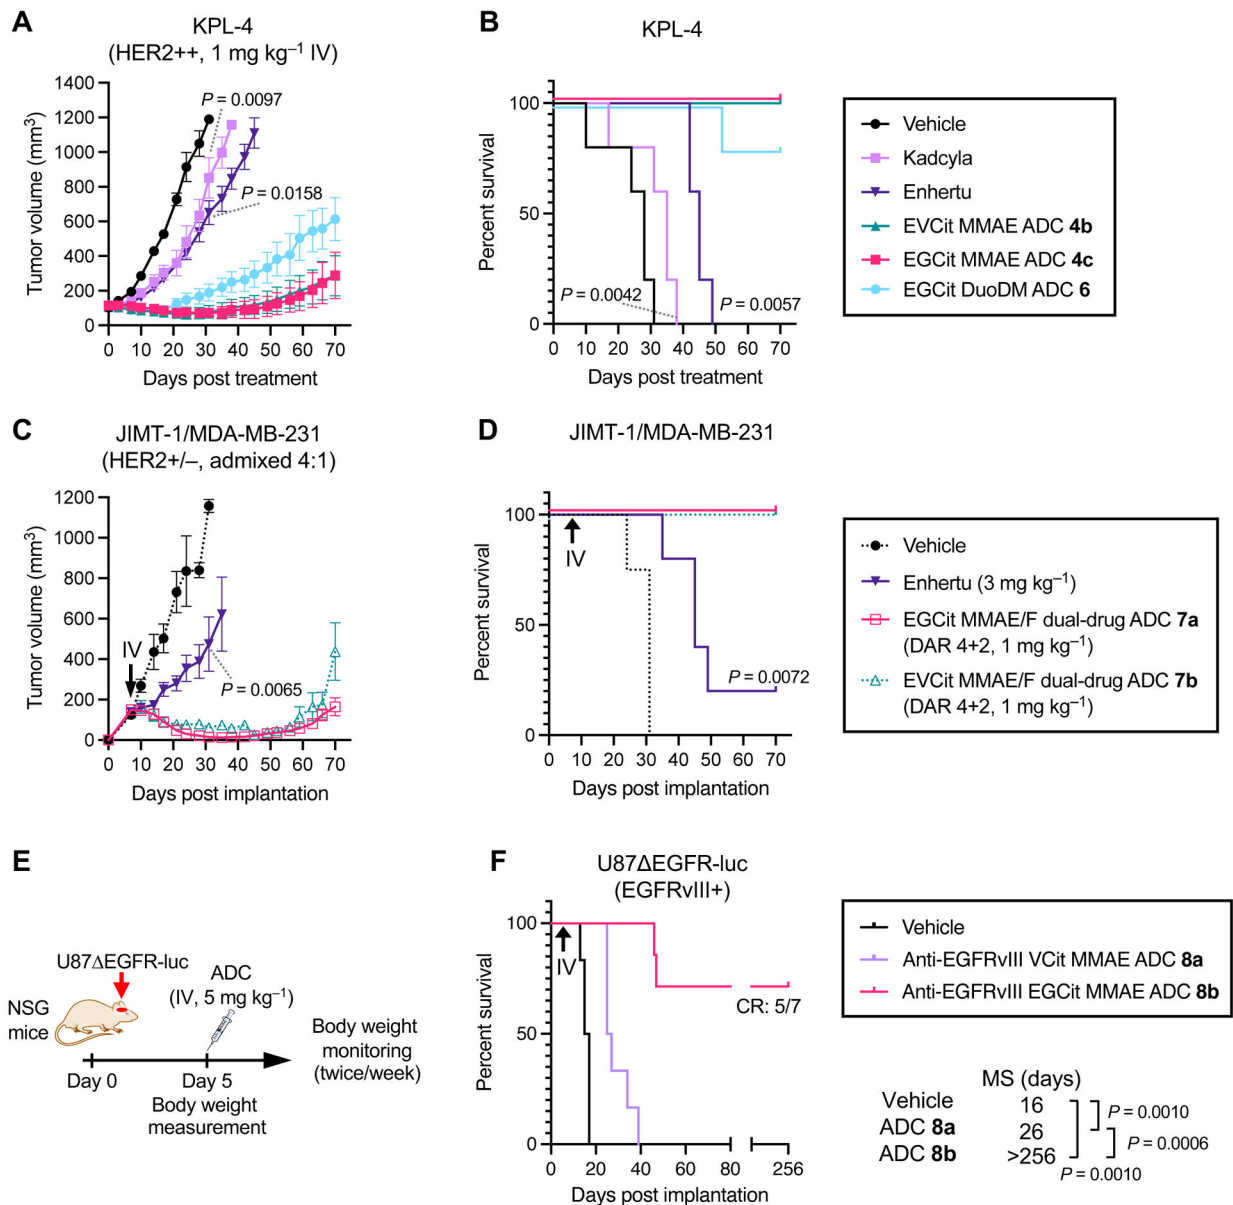 A
KPL-4
(HER2++, 1 mg kg⁻¹ IV)
1400
1200
1000
800
600
400
200
0
Tumor volume (mm³)
P = 0.0097
P = 0.0158
0 10 20 30 40 50 60 70
Days post treatment
B
KPL-4
100
50
0
Percent survival
P = 0.0042
P = 0.0057
0 10 20 30 40 50 60 70
Days post treatment
Vehicle
Kadcyla
Enhertu
EVCit MMAE ADC 4b
EGCit MMAE ADC 4c
EGCit DuoDM ADC 6
C
JIMT-1/MDA-MB-231
(HER2+/–, admixed 4:1)
1200
1000
800
600
400
200
0
Tumor volume (mm³)
IV
P = 0.0065
0 10 20 30 40 50 60 70
Days post implantation
D
JIMT-1/MDA-MB-231
100
50
0
Percent survival
IV
P = 0.0072
0 10 20 30 40 50 60 70
Days post implantation
Vehicle
Enhertu (3 mg kg⁻¹)
EGCit MMAE/F dual-drug ADC 7a
(DAR 4+2, 1 mg kg⁻¹)
EVCit MMAE/F dual-drug ADC 7b
(DAR 4+2, 1 mg kg⁻¹)
E
U87ΔEGFR-luc
ADC
(IV, 5 mg kg⁻¹)
NSG
mice
Day 0
Day 5
Body weight
measurement
Body weight
monitoring
(twice/week)
F
U87ΔEGFR-luc
(EGFRvIII+)
100
50
0
Percent survival
IV
CR: 5/7
0 20 40 60 80 256
Days post implantation
Vehicle
Anti-EGFRvIII VCit MMAE ADC 8a
Anti-EGFRvIII EGCit MMAE ADC 8b
MS (days)
Vehicle 16
ADC 8a 26
ADC 8b >256
P = 0.0010
P = 0.0006
P = 0.0010